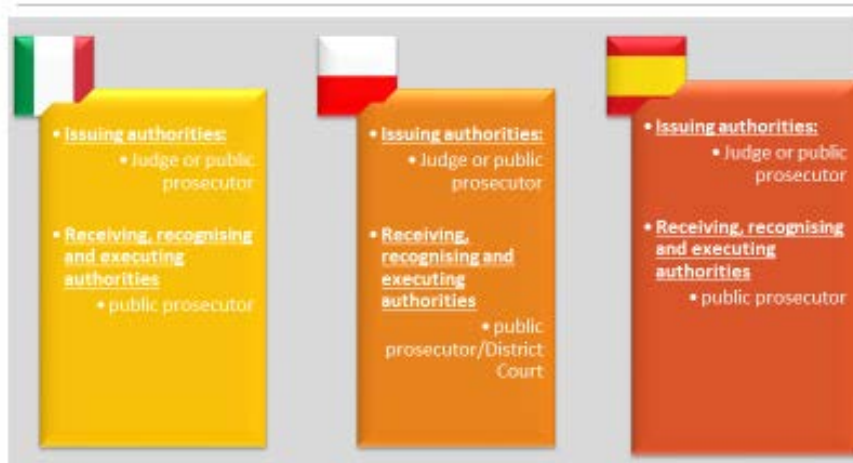 • Issuing authorities:
• Judge or public
prosecutor
• Receiving, recognising
and executing
authorities
• public prosecutor
• Issuing authorities:
• Judge or public
prosecutor
• Receiving,
recognising and
executing
authorities
• public
prosecutor/District
Court
• Issuing authorities:
• Judge or public
prosecutor
• Receiving, recognising
and executing
authorities
• public prosecutor